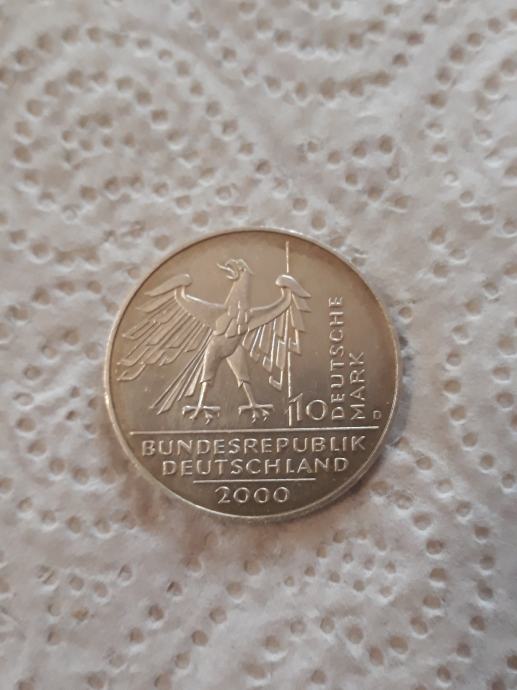 10 DEUTSCHE
MARK
D
BUNDESREPUBLIK
DEUTSCHLAND
2000